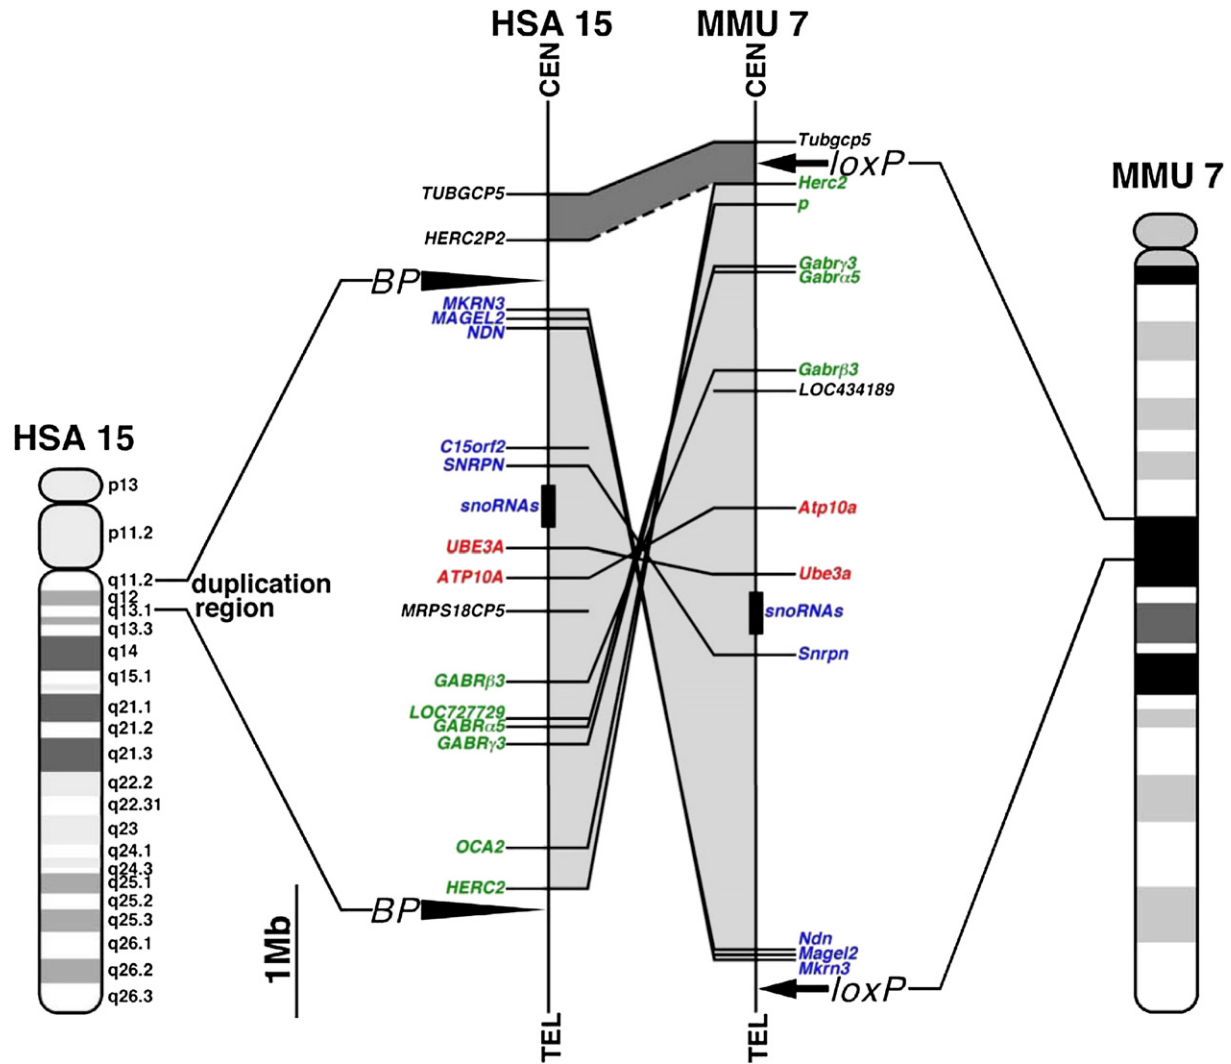 HSA 15
MMU 7
CEN
CEN
TUBGCP5
HERC2P2
BP
MKRN3
MAGEL2
NDN
C15orf2
SNRPN
snoRNAs
UBE3A
ATP10A
MRPS18CP5
GABRβ3
LOC727729
GABRα5
GABRγ3
OCA2
HERC2
BP
TEL
Tubgcp5
loxP
Herc2
p
Gabrγ3
Gabrα5
Gabrβ3
LOC434189
Atp10a
Ube3a
snoRNAs
Snrpn
Ndn
Magel2
Mkrn3
loxP
TEL
HSA 15
p13
p11.2
q11.2
q12
q13.1
q13.3
q14
q15.1
q21.1
q21.2
q21.3
q22.2
q22.31
q23
q24.1
q24.3
q25.1
q25.2
q25.3
q26.1
q26.2
q26.3
duplication
region
1Mb
MMU 7